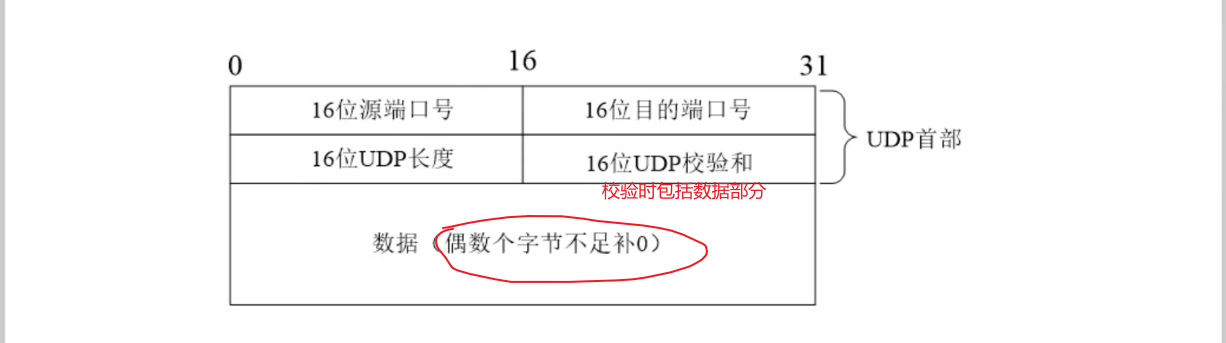 0 16 31
16位源端口号 16位目的端口号
UDP首部
16位UDP长度 16位UDP校验和
校验时包括数据部分
数据（偶数个字节不足补0）